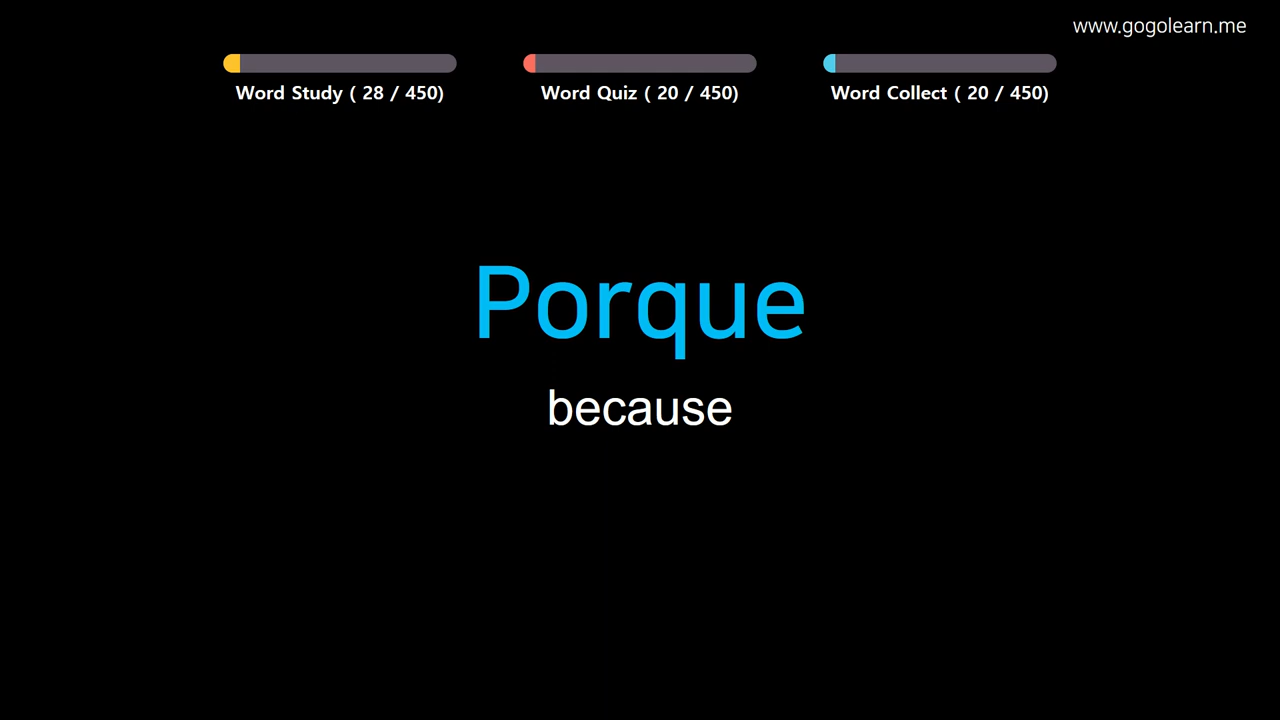 www.gogolearn.me
Word Study ( 28 / 450)
Word Quiz ( 20 / 450)
Word Collect ( 20 / 450)
Porque
because